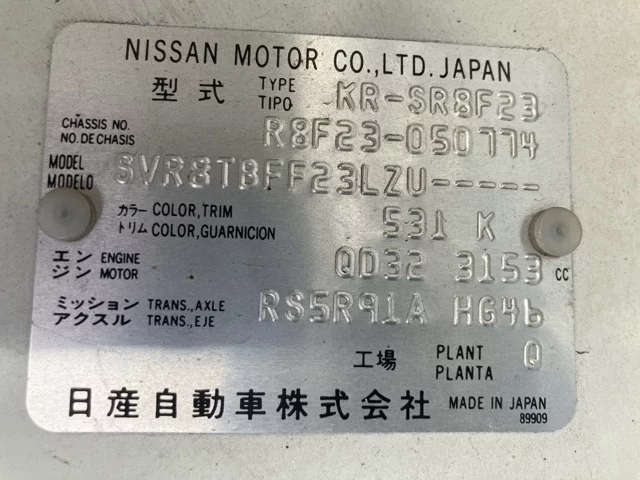 NISSAN MOTOR CO.,LTD. JAPAN
型式 TYPE TIPO KR-SR8F23
CHASSIS NO. NO. DE CHASIS R8F23-050774
MODEL MODELO SVR8TBFF23LZU-----
カラー COLOR, TRIM トリム COLOR, GUARNICION 531 K
エンジン ENGINE MOTOR QD32 3153 CC
ミッション TRANS., AXLE アクスル TRANS., EJE RS5R91A HG46
工場 PLANT PLANTA Q
日産自動車株式会社 MADE IN JAPAN
89909